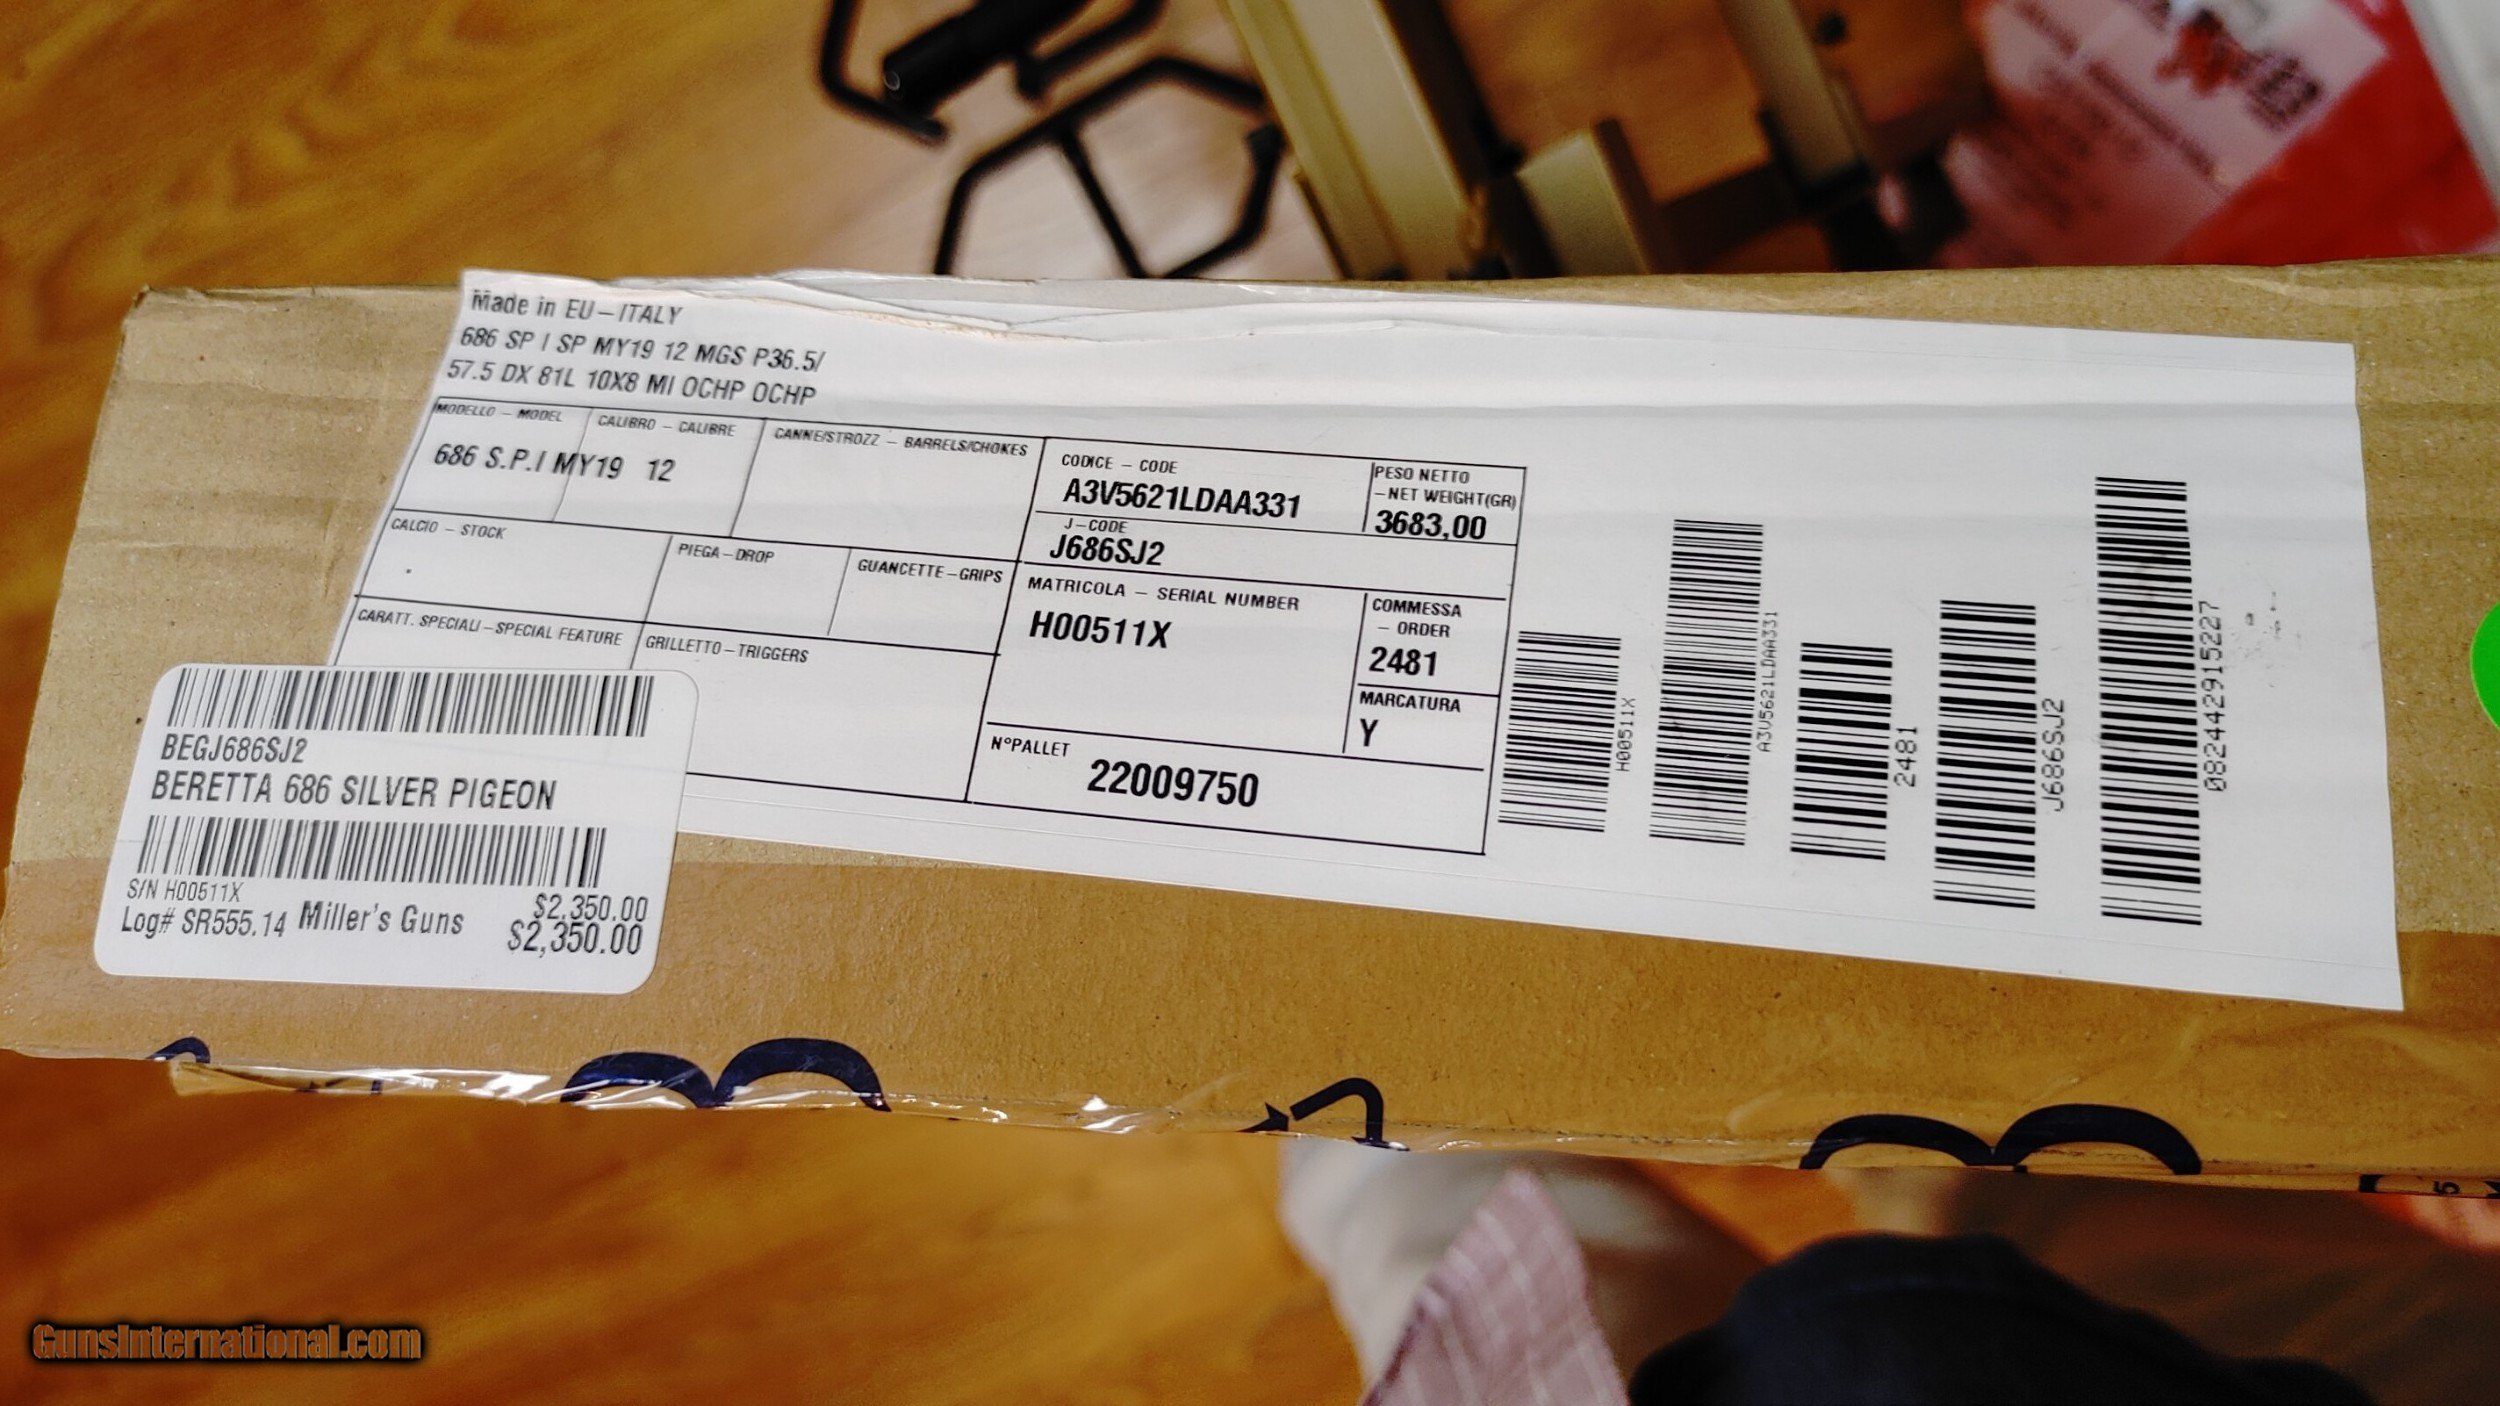 Made in EU-ITALY
686 SP I SP MY19 12 MGS P36.5/
57.5 DX 81L 10X8 MI OCHP OCHP
MODELLO - MODEL
686 S.P.I MY19
CALIBRO - CALIBRE
12
CANNE/STROZZ - BARRELS/CHOKES
CODICE - CODE
A3V5621LDAA331
PESO NETTO
-NET WEIGHT(GR)
3683,00
J-CODE
J686SJ2
CALCIO - STOCK
PIEGA-DROP
GUANCETTE-GRIPS
MATRICOLA - SERIAL NUMBER
H00511X
COMMESSA
- ORDER
2481
MARCATURA
Y
CARATT. SPECIALI-SPECIAL FEATURE
GRILLETTO-TRIGGERS
N°PALLET
22009750
H00511X
A3V5621LDAA331
2481
J686SJ2
0824429152​27
BEGJ686SJ2
BERETTA 686 SILVER PIGEON
S/N H00511X
$2,350.00
Log# SR555.14 Miller's Guns
$2,350.00
GunsInternational.com